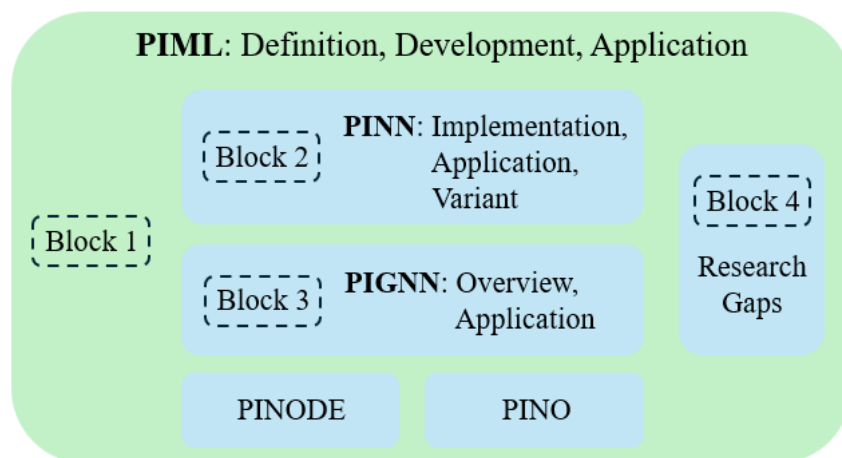 PIML: Definition, Development, Application
Block 1
Block 2
PINN: Implementation,
Application,
Variant
Block 3
PIGNN: Overview,
Application
PINODE
PINO
Block 4
Research
Gaps